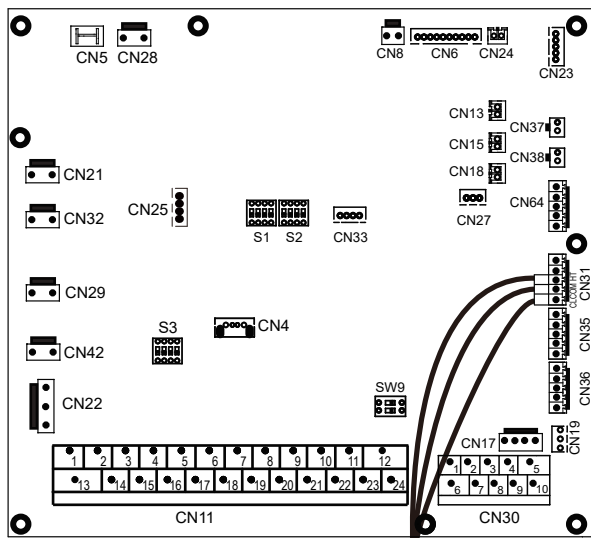 CN5 CN28 CN8 CN6 CN24 CN23
CN13 CN37
CN15 CN38
CN18
CN21
CN32 CN25 S1 S2 CN33 CN27 CN64
CN29
CL COM HT CN31
CN42 S3 CN4 CN35
CN22 SW9 CN36
CN17 CN19
1 2 3 4 5 6 7 8 9 10 11 12
13 14 15 16 17 18 19 20 21 22 23 24
CN11
1 2 3 4 5
6 7 8 9 10
CN30